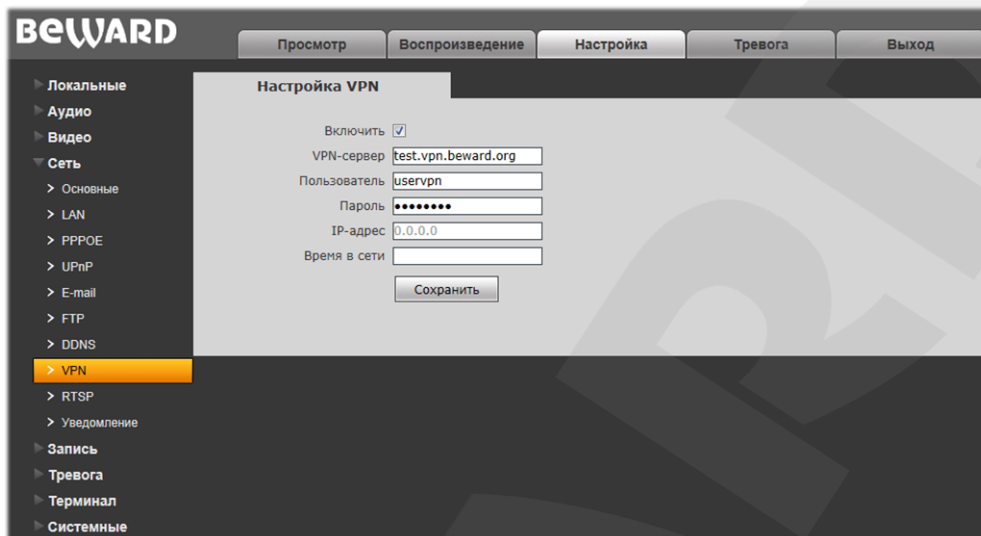 BEWARD
Просмотр Воспроизведение Настройка Тревога Выход
Локальные
Аудио
Видео
Сеть
Основные
LAN
PPPOE
UPnP
E-mail
FTP
DDNS
VPN
RTSP
Уведомление
Запись
Тревога
Терминал
Системные
Настройка VPN
Включить
VPN-сервер test.vpn.beward.org
Пользователь uservpn
Пароль ••••••••
IP-адрес 0.0.0.0
Время в сети
Сохранить